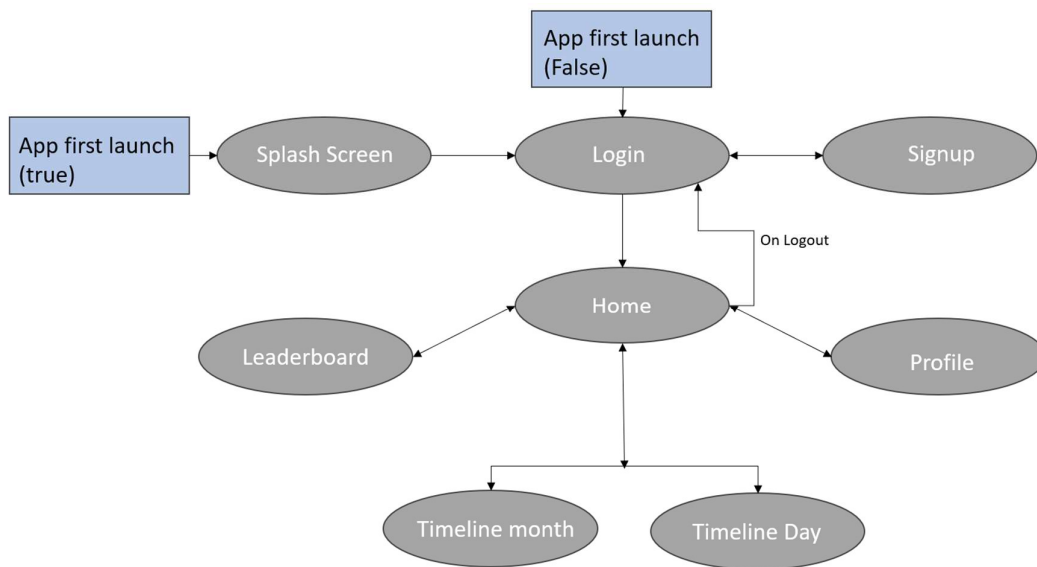 App first launch
(False)
App first launch
(true)
Splash Screen
Login
Signup
On Logout
Home
Leaderboard
Profile
Timeline month
Timeline Day